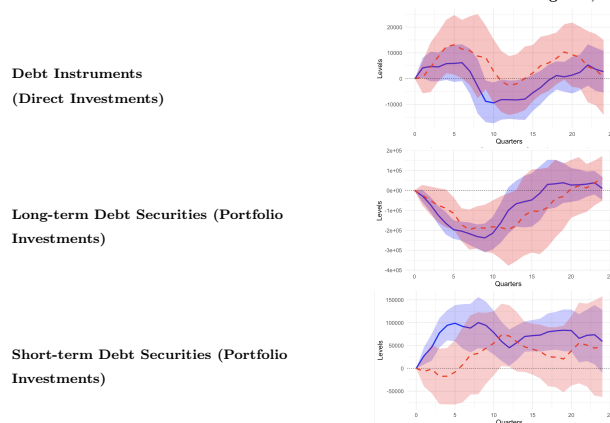 Debt Instruments
(Direct Investments)
20000
10000
0
-10000
Levels
0 5 10 15 20
Quarters
Long-term Debt Securities (Portfolio
Investments)
2e+05
1e+05
0e+00
-1e+05
-2e+05
-3e+05
-4e+05
Levels
0 5 10 15 20
Quarters
Short-term Debt Securities (Portfolio
Investments)
150000
100000
50000
0
-50000
Levels
0 5 10 15 20
Quarters